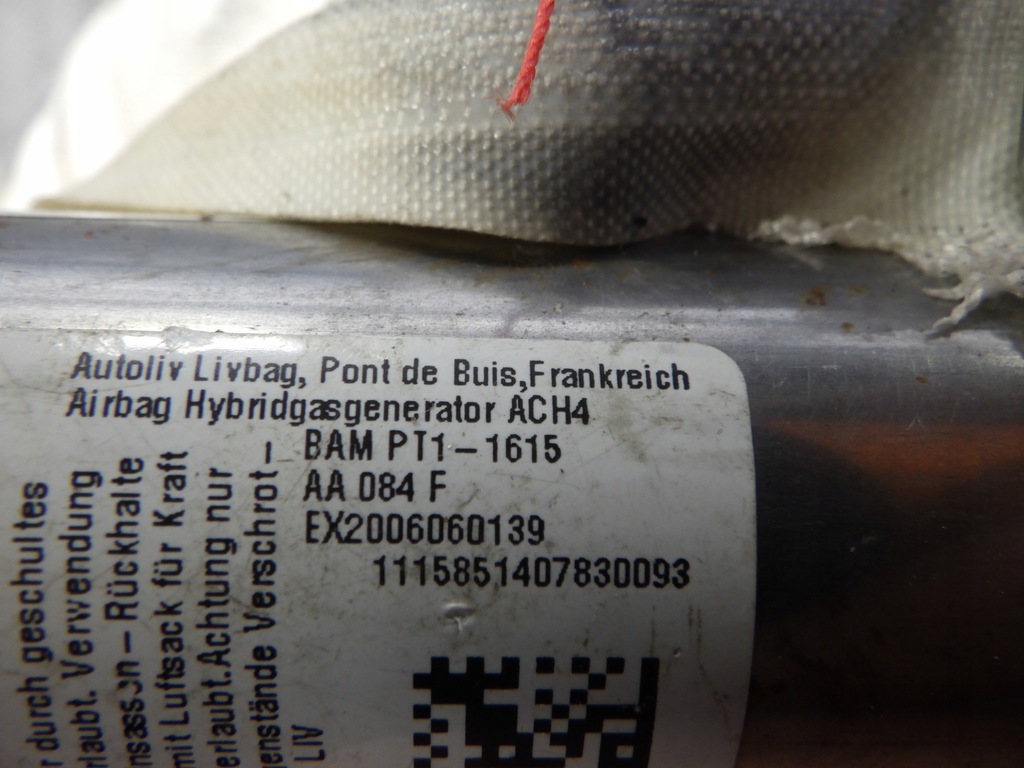 Autoliv Livbag, Pont de Buis,Frankreich
Airbag Hybridgasgenerator ACH4
BAM PT1-1615
AA 084 F
EX2006060139
1115851407830093
r durch geschultes
rlaubt. Verwendung
nsassen-Rückhalte
mit Luftsack für Kraft
erlaubt.Achtung nur
enstände Verschrot-
LIV